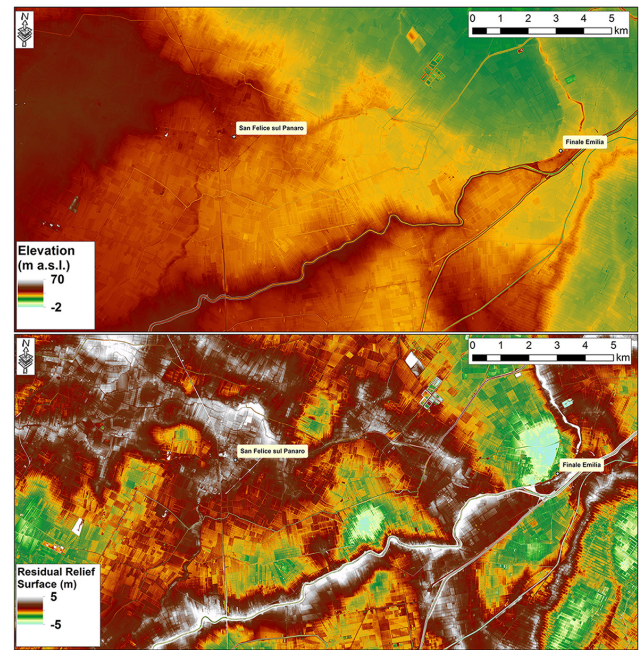 N
0 1 2 3 4 5
km
San Felice sul Panaro
Finale Emilia
Elevation
(m a.s.l.)
70
-2
N
0 1 2 3 4 5
km
San Felice sul Panaro
Finale Emilia
Residual Relief
Surface (m)
5
-5